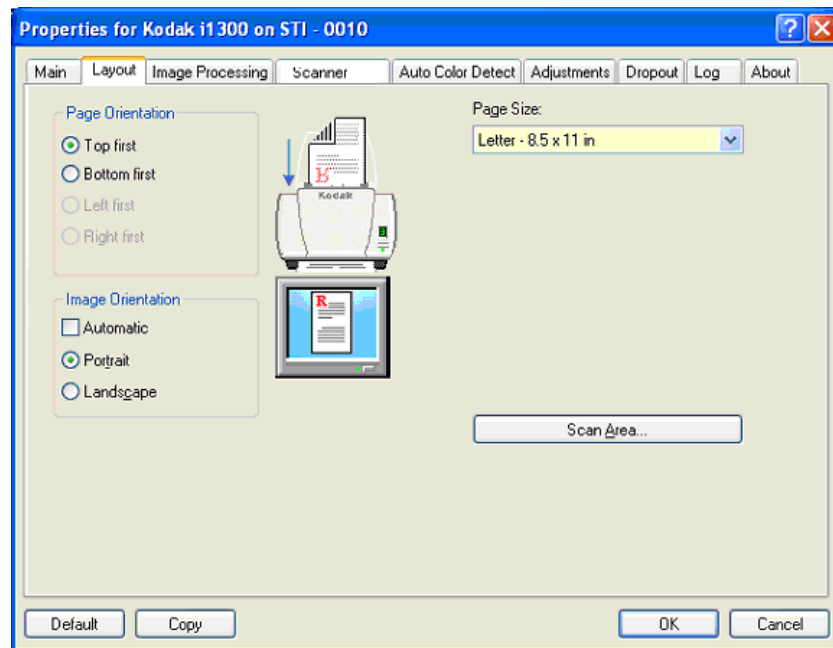 Properties for Kodak i1300 on STI - 0010
Main Layout Image Processing Scanner Auto Color Detect Adjustments Dropout Log About
Page Orientation
Top first
Bottom first
Left first
Right first
Image Orientation
Automatic
Portrait
Landscape
R
Kodak
R
Page Size:
Letter - 8.5 x 11 in
Scan Area...
Default Copy OK Cancel